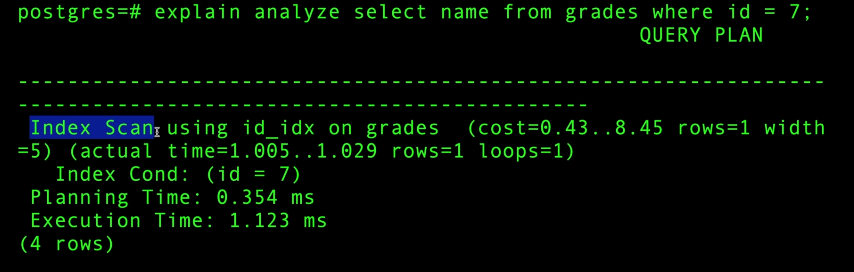 postgres=# explain analyze select name from grades where id = 7;
QUERY PLAN
-----------------------------------------------------------------
----------------------------------------------
Index Scan using id_idx on grades  (cost=0.43..8.45 rows=1 width
=5) (actual time=1.005..1.029 rows=1 loops=1)
Index Cond: (id = 7)
Planning Time: 0.354 ms
Execution Time: 1.123 ms
(4 rows)